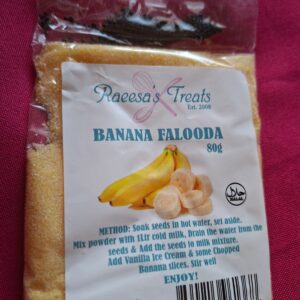 Raeesa's Treats
Est. 2008
BANANA FALOODA
80g
حلال
HALAL
METHOD: Soak seeds in hot water, set aside.
Mix powder with 1Ltr cold milk, Drain the water from the
seeds & Add the seeds to milk mixture.
Add Vanilla Ice Cream & some Chopped
Banana slices, Stir well
ENJOY!